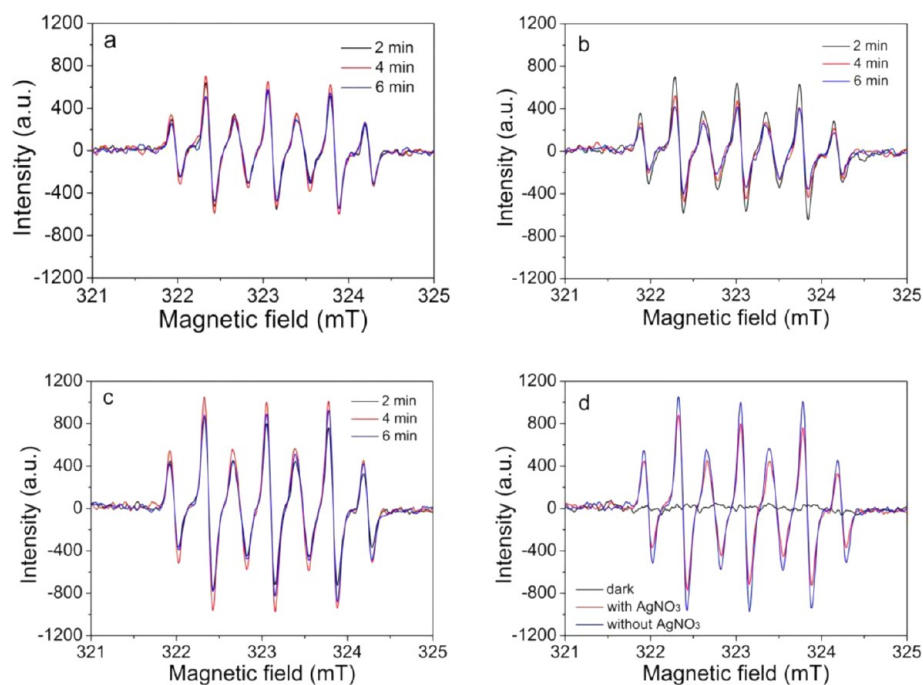 a
2 min
4 min
6 min
1200
800
400
0
-400
-800
-1200
321
322
323
324
325
Intensity (a.u.)
Magnetic field (mT)
b
2 min
4 min
6 min
1200
800
400
0
-400
-800
-1200
321
322
323
324
325
Intensity (a.u.)
Magnetic field (mT)
c
2 min
4 min
6 min
1200
800
400
0
-400
-800
-1200
321
322
323
324
325
Intensity (a.u.)
Magnetic field (mT)
d
1200
800
400
0
-400
-800
-1200
dark
with AgNO₃
without AgNO₃
321
322
323
324
325
Intensity (a.u.)
Magnetic field (mT)